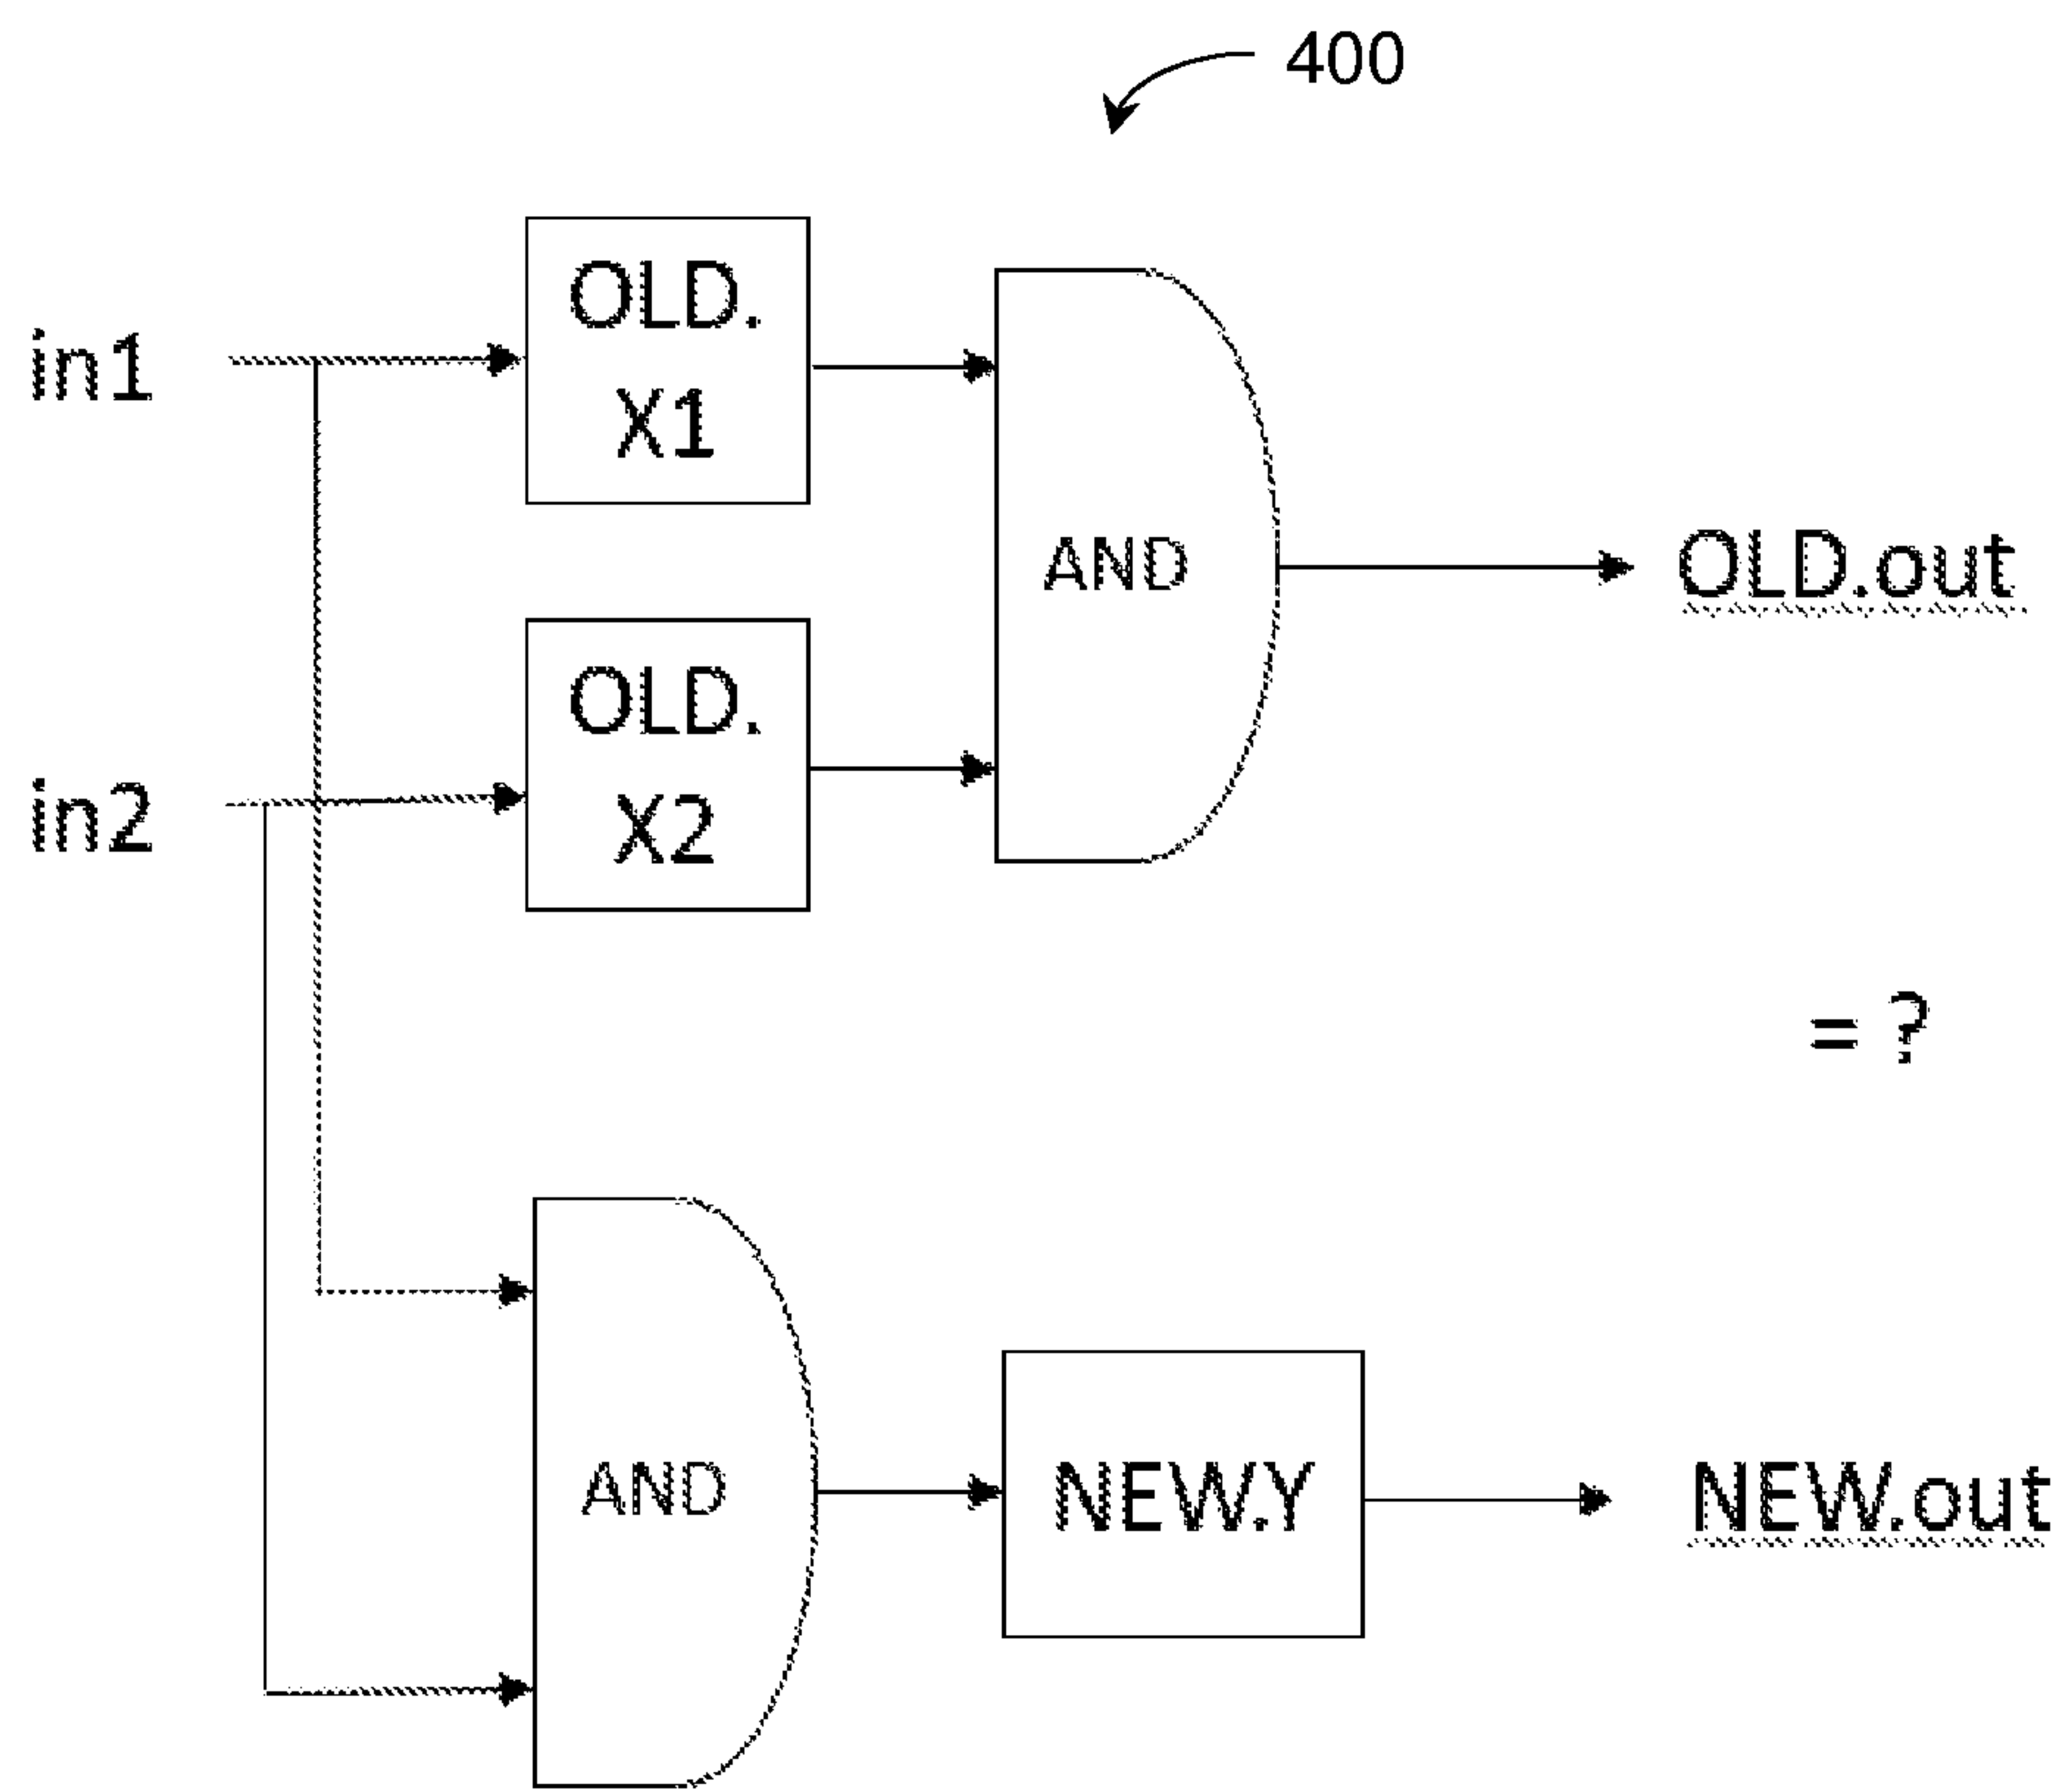 400
OLD.
X1
in1
AND
OLD.out
OLD.
X2
in2
= ?
AND
NEW.Y
NEW.out